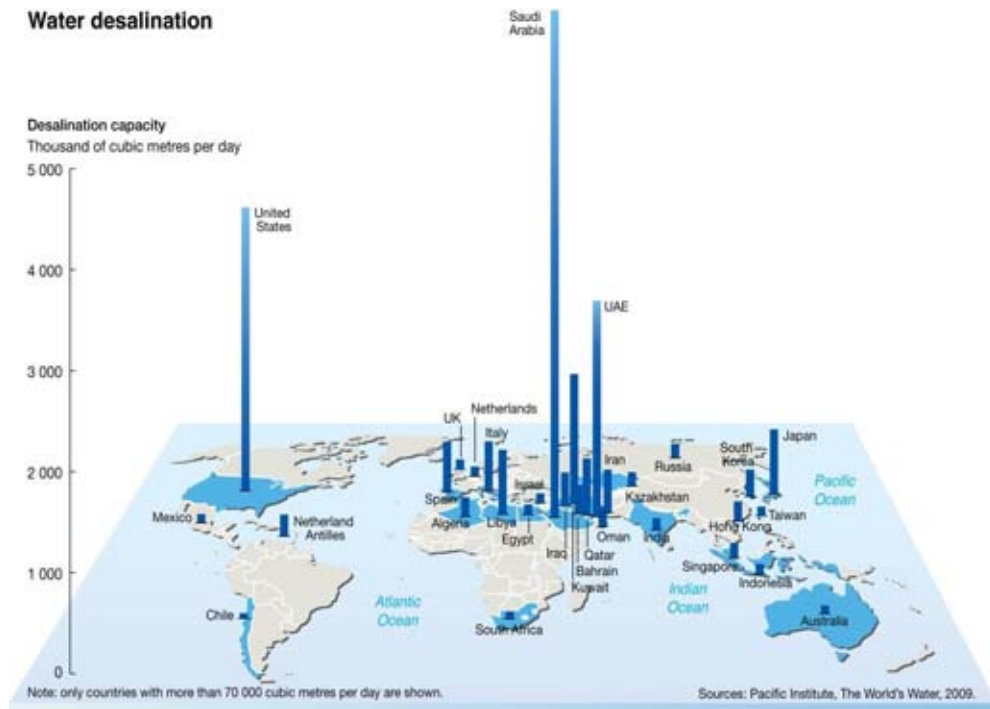 Water desalination
Saudi
Arabia
Desalination capacity
Thousand of cubic metres per day
5 000
4 000
3 000
2 000
1 000
0
United
States
UAE
Netherlands
UK
Italy
Japan
South
Korea
Iran
Russia
Israel
Spain
Kazakhstan
Pacific
Ocean
Mexico
Netherland
Antilles
Algeria
Libya
Egypt
Oman
India
Hong Kong
Taiwan
Iraq
Qatar
Bahrain
Kuwait
Singapore
Indonesia
Atlantic
Ocean
Indian
Ocean
Chile
South Africa
Australia
Note: only countries with more than 70 000 cubic metres per day are shown.
Sources: Pacific Institute, The World's Water, 2009.